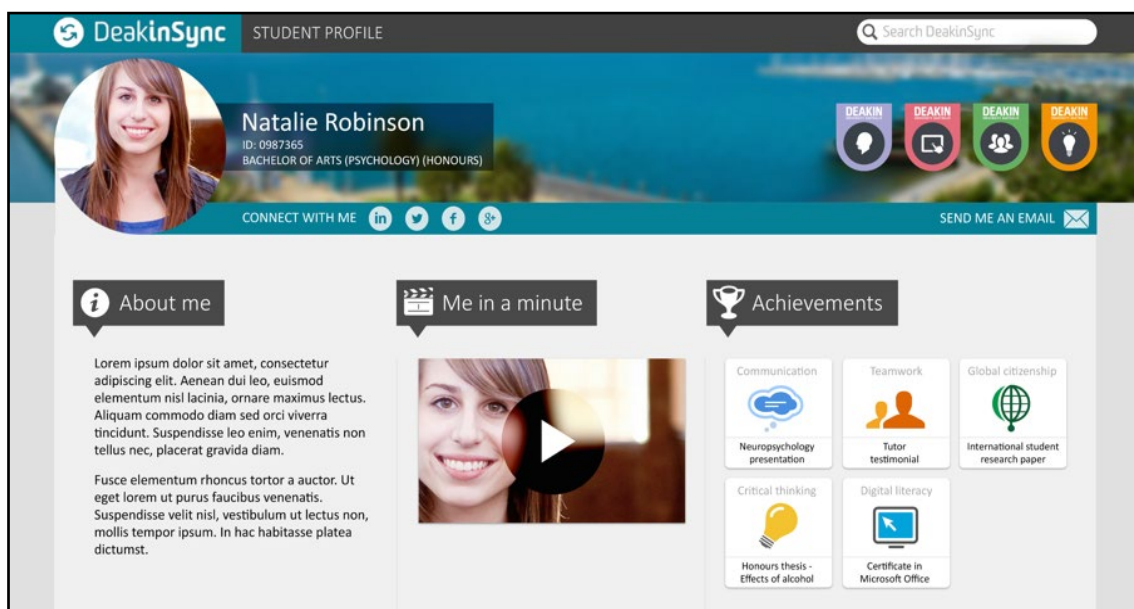 DeakinSync
STUDENT PROFILE
Search DeakinSync
Natalie Robinson
ID: 0987365
BACHELOR OF ARTS (PSYCHOLOGY) (HONOURS)
DEAKIN
DEAKIN
DEAKIN
DEAKIN
CONNECT WITH ME
in
f
g+
SEND ME AN EMAIL
i
About me
Lorem ipsum dolor sit amet, consectetur
adipiscing elit. Aenean dui leo, euismod
elementum nisl lacinia, ornare maximus lectus.
Aliquam commodo diam sed orci viverra
tincidunt. Suspendisse leo enim, venenatis non
tellus nec, placerat gravida diam.
Fusce elementum rhoncus tortor a auctor. Ut
eget lorem ut purus faucibus venenatis.
Suspendisse velit nisl, vestibulum ut lectus non,
mollis tempor ipsum. In hac habitasse platea
dictumst.
Me in a minute
Achievements
Communication
Neuropsychology
presentation
Teamwork
Tutor
testimonial
Global citizenship
International student
research paper
Critical thinking
Honours thesis -
Effects of alcohol
Digital literacy
Certificate in
Microsoft Office